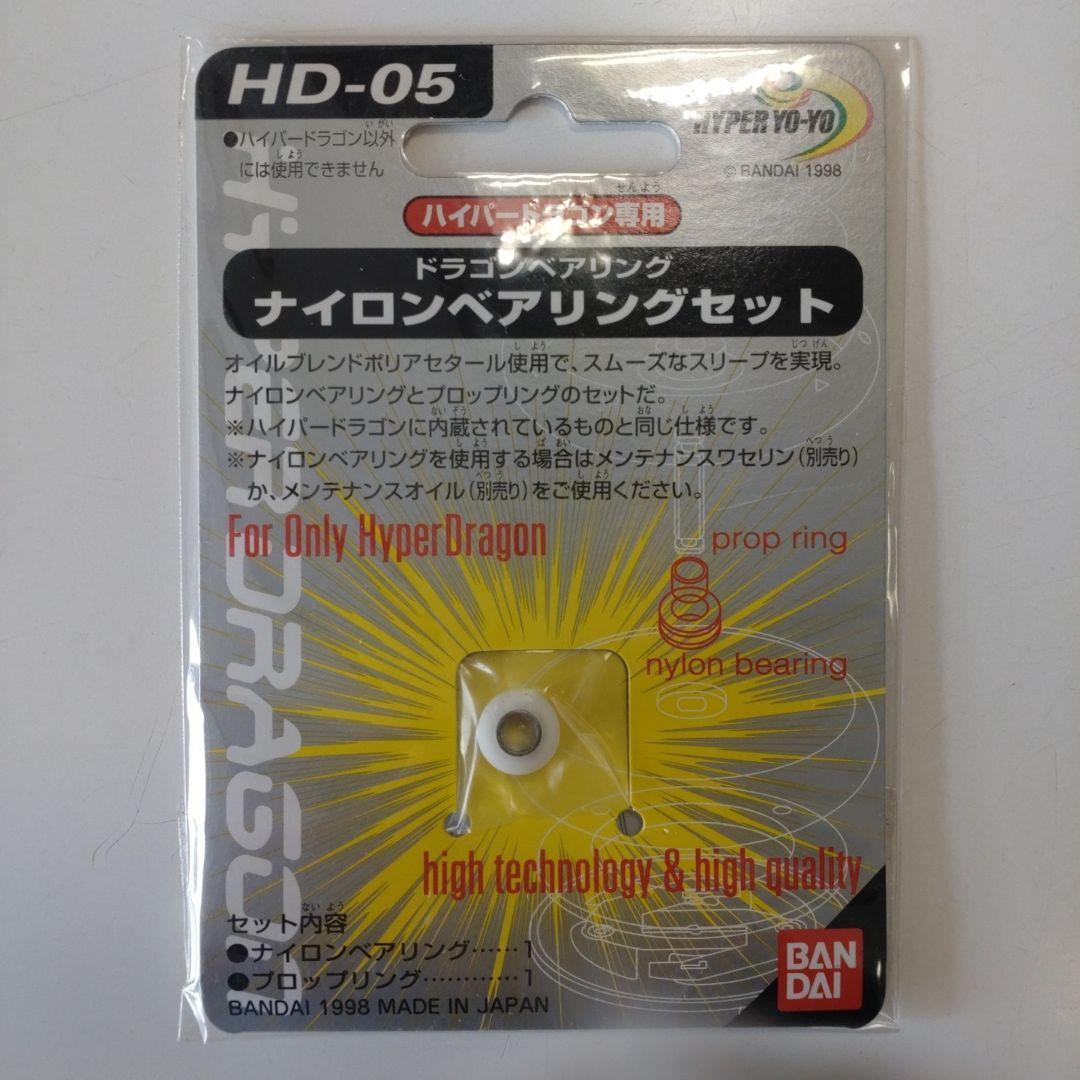 HD-05
HYPER YO-YO
© BANDAI 1998
●ハイパードラゴン以外
には使用できません
ハイパードラゴン専用
ドラゴンベアリング
ナイロンベアリングセット
オイルブレンドポリアセタール使用で、スムーズなスリープを実現。
ナイロンベアリングとプロップリングのセットだ。
※ハイパードラゴンに内蔵されているものと同じ仕様です。
※ナイロンベアリングを使用する場合はメンテナンスワセリン(別売り)
か、メンテナンスオイル(別売り)をご使用ください。
For Only HyperDragon
prop ring
nylon bearing
high technology & high quality
セット内容
●ナイロンベアリング……1
●プロップリング…………1
BANDAI 1998 MADE IN JAPAN
BAN
DAI